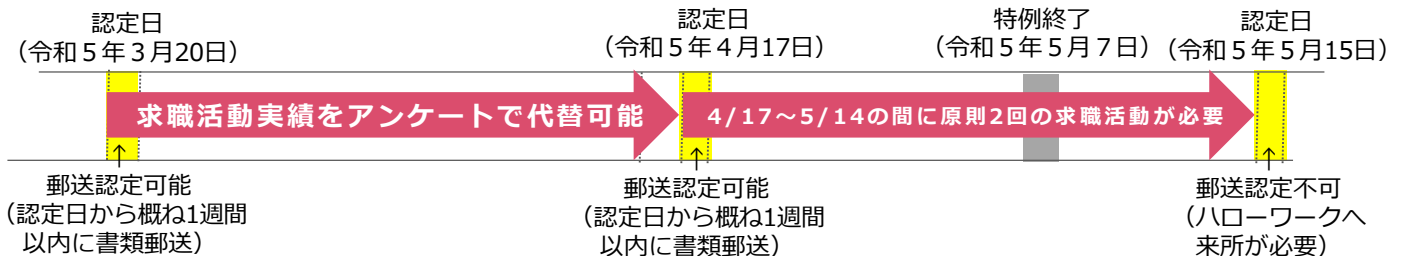 認定日
（令和５年３月20日）
認定日
（令和５年４月17日）
特例終了
（令和５年５月７日）
認定日
（令和５年５月15日）
求職活動実績をアンケートで代替可能
4/17～5/14の間に原則2回の求職活動が必要
↑
郵送認定可能
（認定日から概ね1週間
以内に書類郵送）
↑
郵送認定可能
（認定日から概ね1週間
以内に書類郵送）
↑
郵送認定不可
（ハローワークへ
来所が必要）